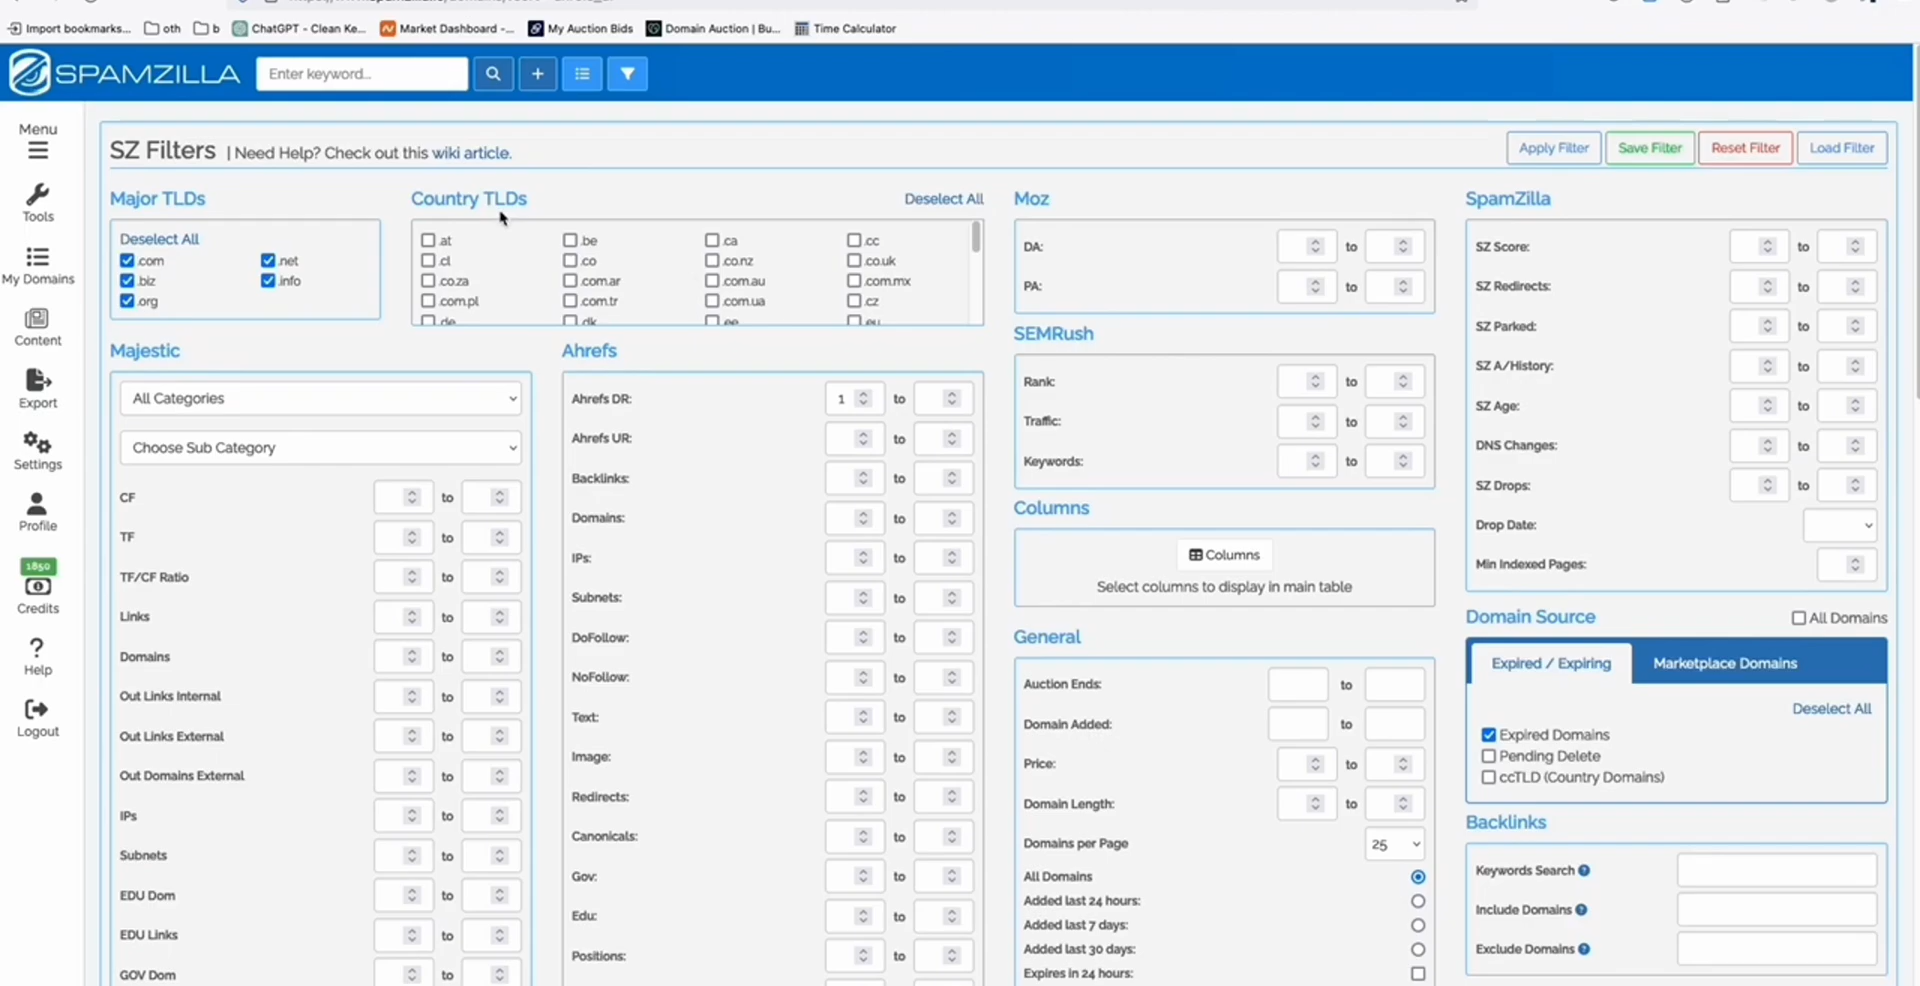 Import bookmarks...
oth
b
ChatGPT - Clean Ke...
Market Dashboard -...
My Auction Bids
Domain Auction | Bu...
Time Calculator
SPAMZILLA
Enter keyword...
Menu
Tools
My Domains
Content
Export
Settings
Profile
1850
Credits
Help
Logout
SZ Filters | Need Help? Check out this wiki article.
Apply Filter
Save Filter
Reset Filter
Load Filter
Major TLDs
Deselect All
.com
.net
.biz
.info
.org
Country TLDs
Deselect All
.at
.be
.ca
.cc
.cl
.co
.co.nz
.co.uk
.co.za
.com.ar
.com.au
.com.mx
.com.pl
.com.tr
.com.ua
.cz
.de
.dk
.ee
.eu
Majestic
All Categories
Choose Sub Category
CF to
TF to
TF/CF Ratio to
Links to
Domains to
Out Links Internal to
Out Links External to
Out Domains External to
IPs to
Subnets to
EDU Dom to
EDU Links to
GOV Dom to
Ahrefs
Ahrefs DR: 1 to
Ahrefs UR: to
Backlinks: to
Domains: to
IPs: to
Subnets: to
DoFollow: to
NoFollow: to
Text: to
Image: to
Redirects: to
Canonicals: to
Gov: to
Edu: to
Positions: to
Moz
DA: to
PA: to
SEMRush
Rank: to
Traffic: to
Keywords: to
Columns
Columns
Select columns to display in main table
General
Auction Ends: to
Domain Added: to
Price: to
Domain Length: to
Domains per Page 25
All Domains
Added last 24 hours:
Added last 7 days:
Added last 30 days:
Expires in 24 hours:
SpamZilla
SZ Score: to
SZ Redirects: to
SZ Parked: to
SZ A/History: to
SZ Age: to
DNS Changes: to
SZ Drops: to
Drop Date:
Min Indexed Pages:
Domain Source
All Domains
Expired / Expiring
Marketplace Domains
Deselect All
Expired Domains
Pending Delete
ccTLD (Country Domains)
Backlinks
Keywords Search ?
Include Domains ?
Exclude Domains ?